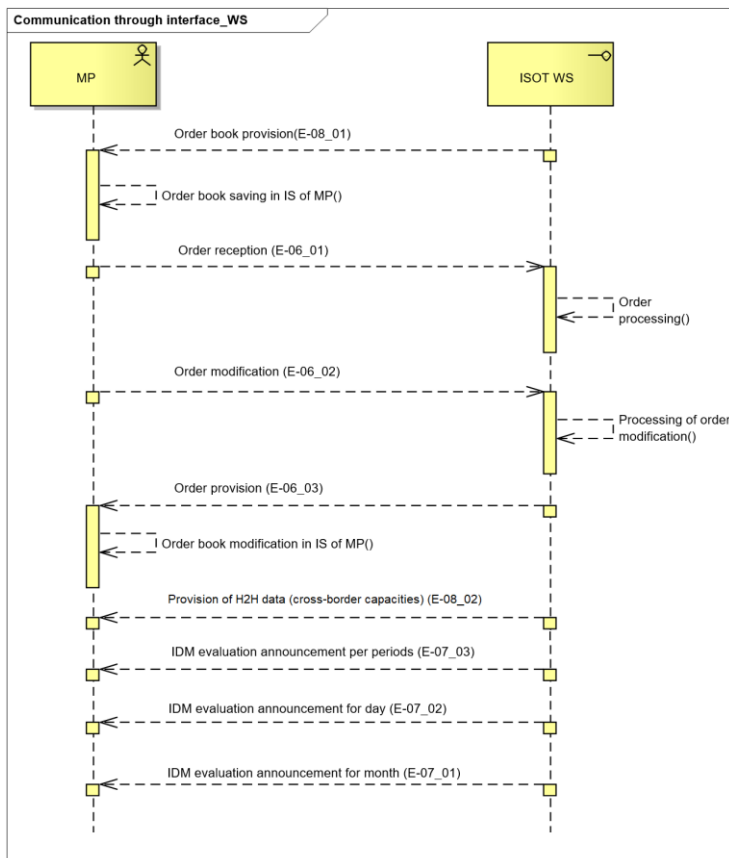 Communication through interface_WS
MP
ISOT WS
Order book provision(E-08_01)
Order book saving in IS of MP()
Order reception (E-06_01)
Order
processing()
Order modification (E-06_02)
Processing of order
modification()
Order provision (E-06_03)
Order book modification in IS of MP()
Provision of H2H data (cross-border capacities) (E-08_02)
IDM evaluation announcement per periods (E-07_03)
IDM evaluation announcement for day (E-07_02)
IDM evaluation announcement for month (E-07_01)